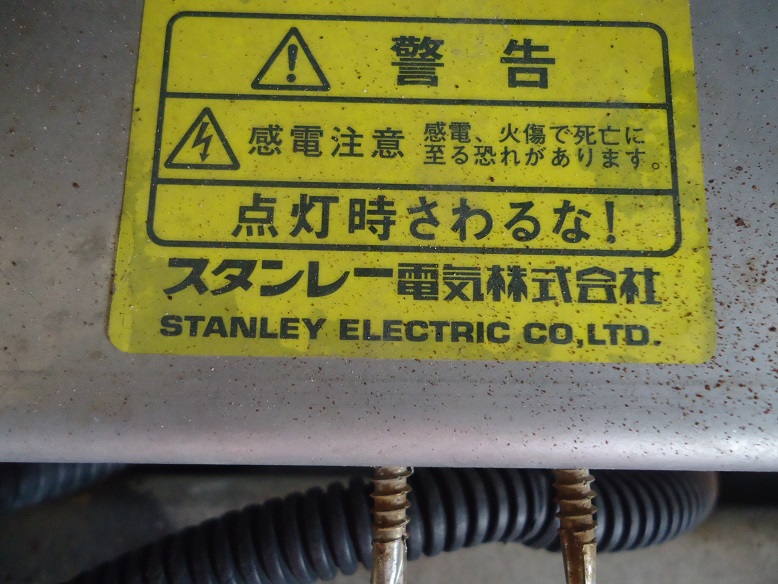 警告
感電注意
感電、火傷で死亡に
至る恐れがあります。
点灯時さわるな!
スタンレー電気株式会社
STANLEY ELECTRIC CO,LTD.